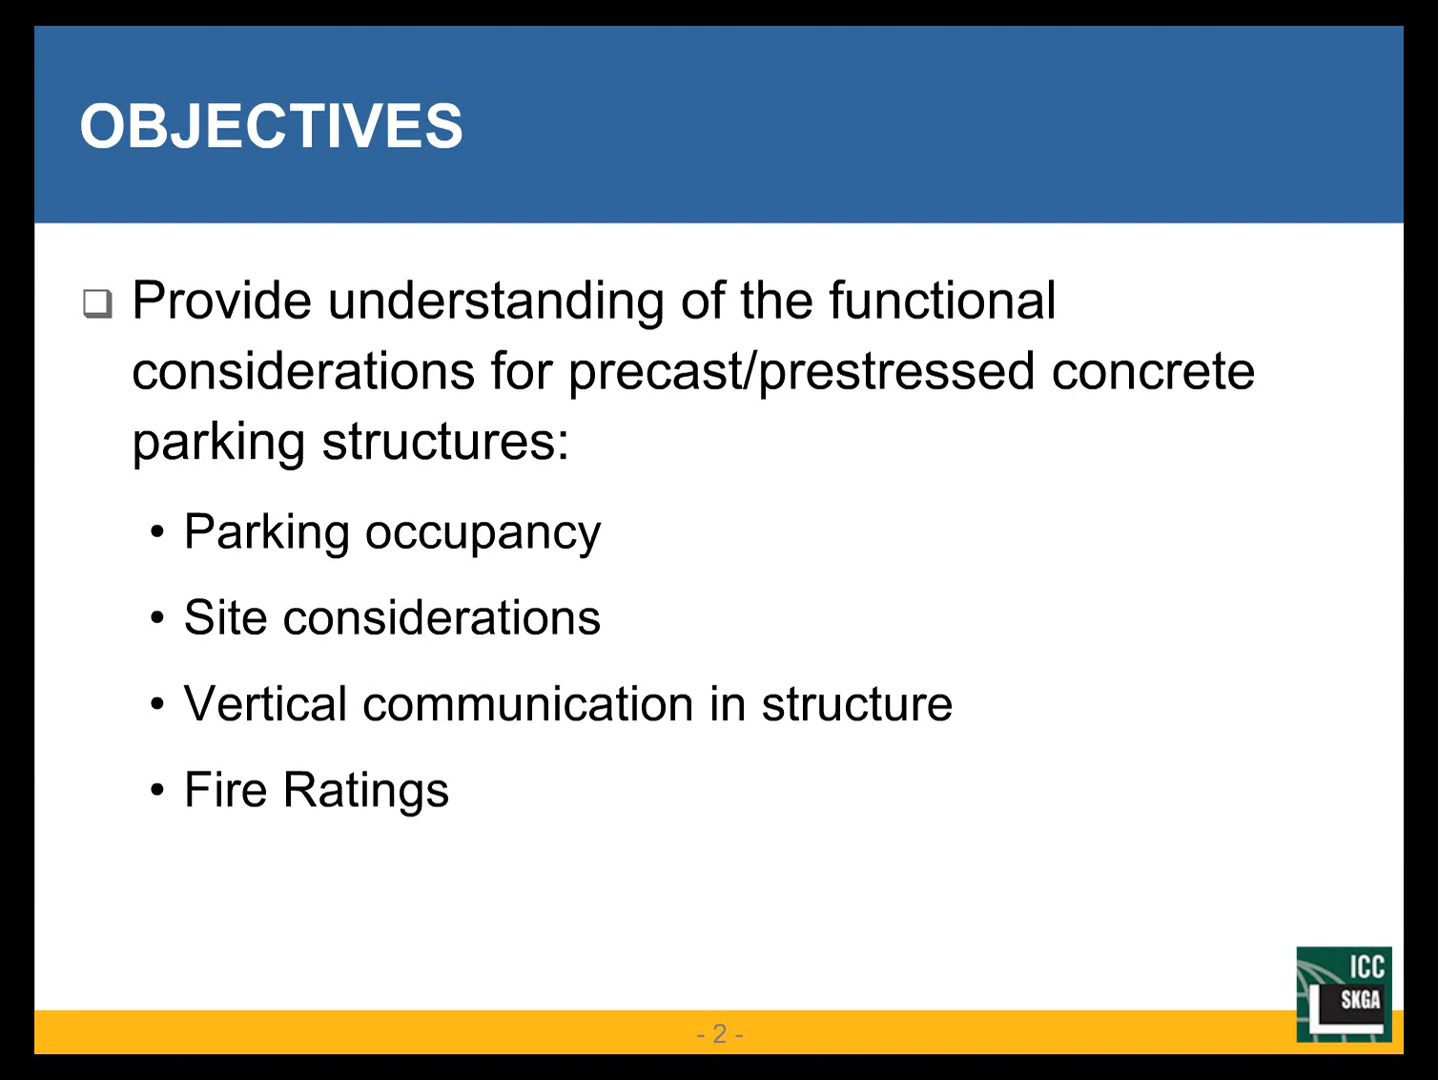 OBJECTIVES
Provide understanding of the functional
considerations for precast/prestressed concrete
parking structures:
• Parking occupancy
• Site considerations
• Vertical communication in structure
• Fire Ratings
ICC
SKGA
- 2 -